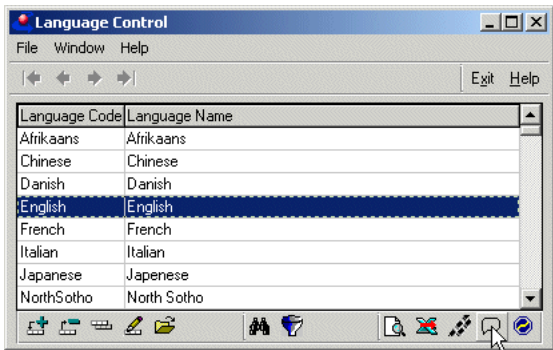 Language Control
File Window Help
Exit Help
Language Code Language Name
Afrikaans Afrikaans
Chinese Chinese
Danish Danish
English English
French French
Italian Italian
Japanese Japenese
NorthSotho North Sotho